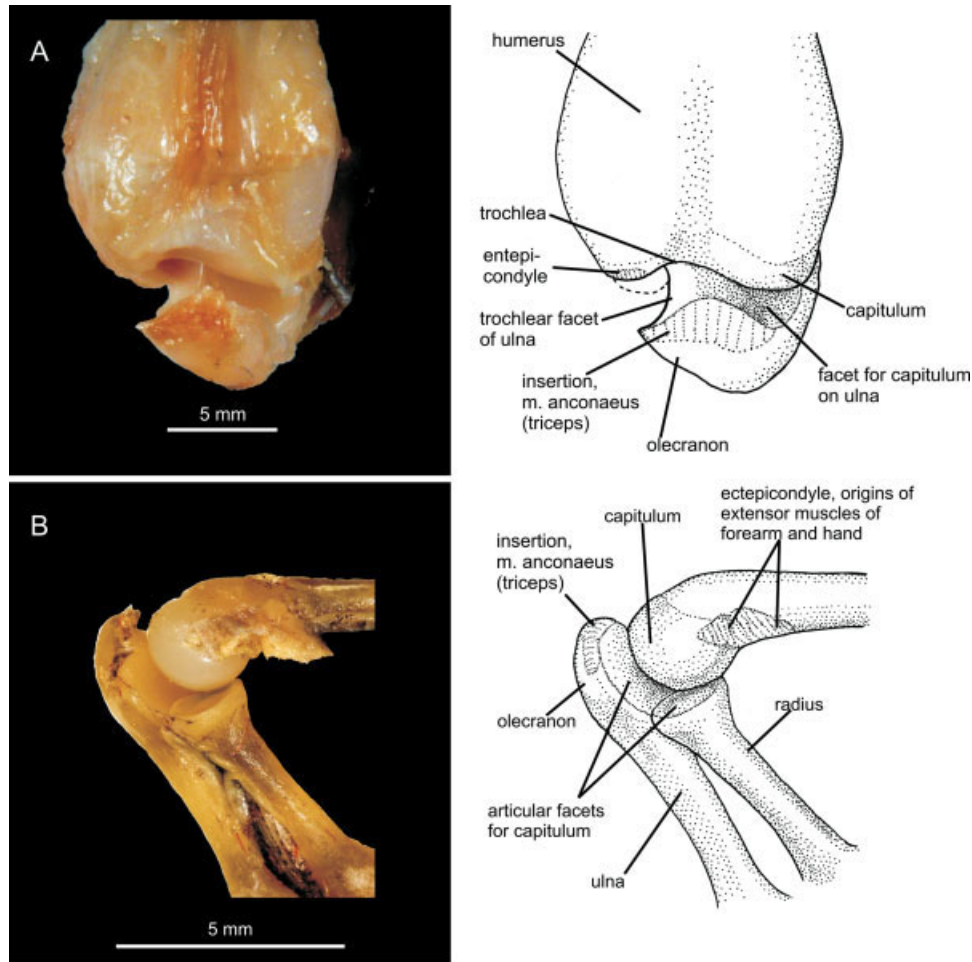 A
humerus
trochlea
entepi-
condyle
trochlear facet
of ulna
insertion,
m. anconaeus
(triceps)
olecranon
capitulum
facet for capitulum
on ulna
5 mm
B
insertion,
m. anconaeus
(triceps)
capitulum
ectepicondyle, origins of
extensor muscles of
forearm and hand
olecranon
radius
articular facets
for capitulum
ulna
5 mm